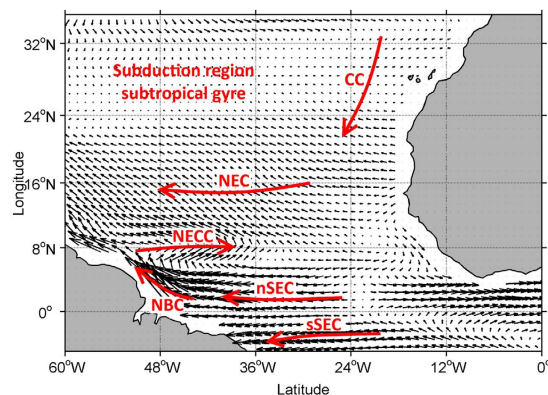 32°N
24°N
16°N
8°N
0°
Longitude
Subduction region
subtropical gyre
CC
NEC
NECC
NBC
nSEC
sSEC
60°W
48°W
36°W
24°W
12°W
0°W
Latitude